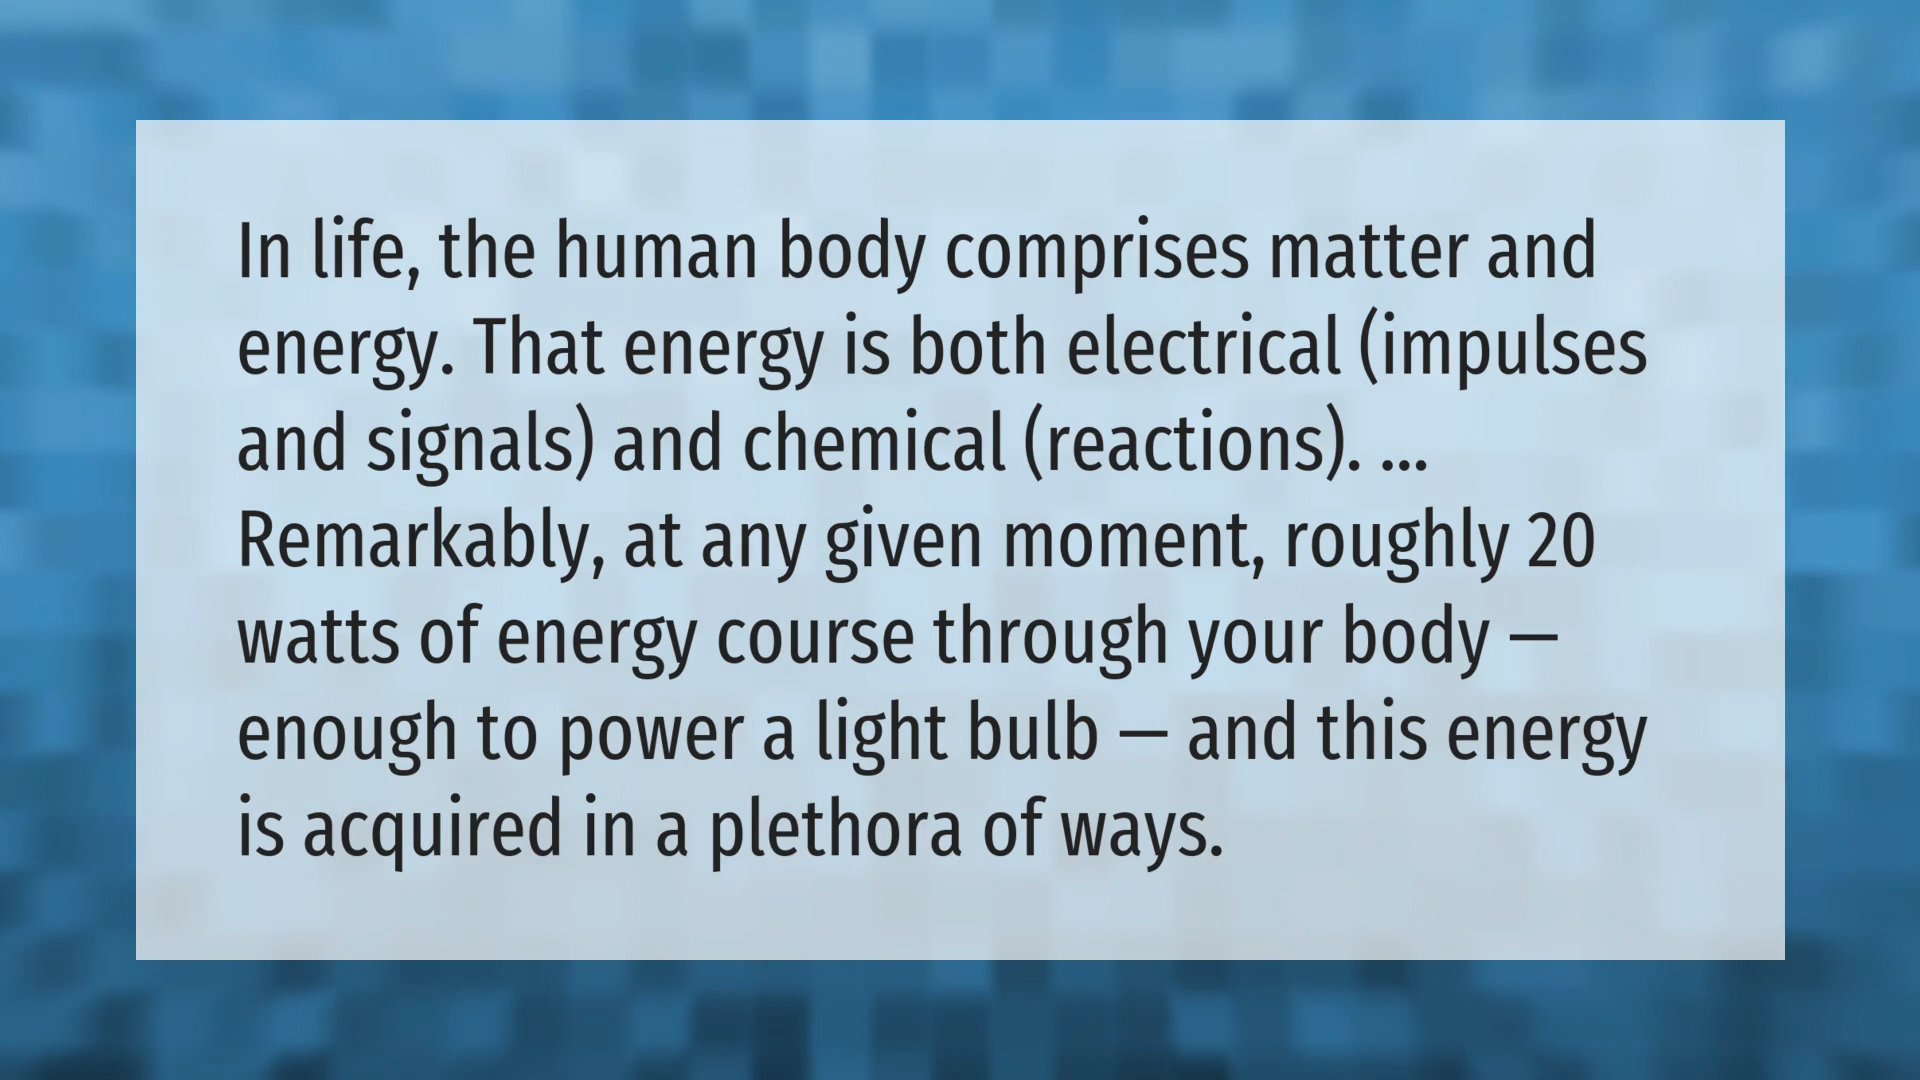 In life, the human body comprises matter and
energy. That energy is both electrical (impulses
and signals) and chemical (reactions). ...
Remarkably, at any given moment, roughly 20
watts of energy course through your body —
enough to power a light bulb — and this energy
is acquired in a plethora of ways.